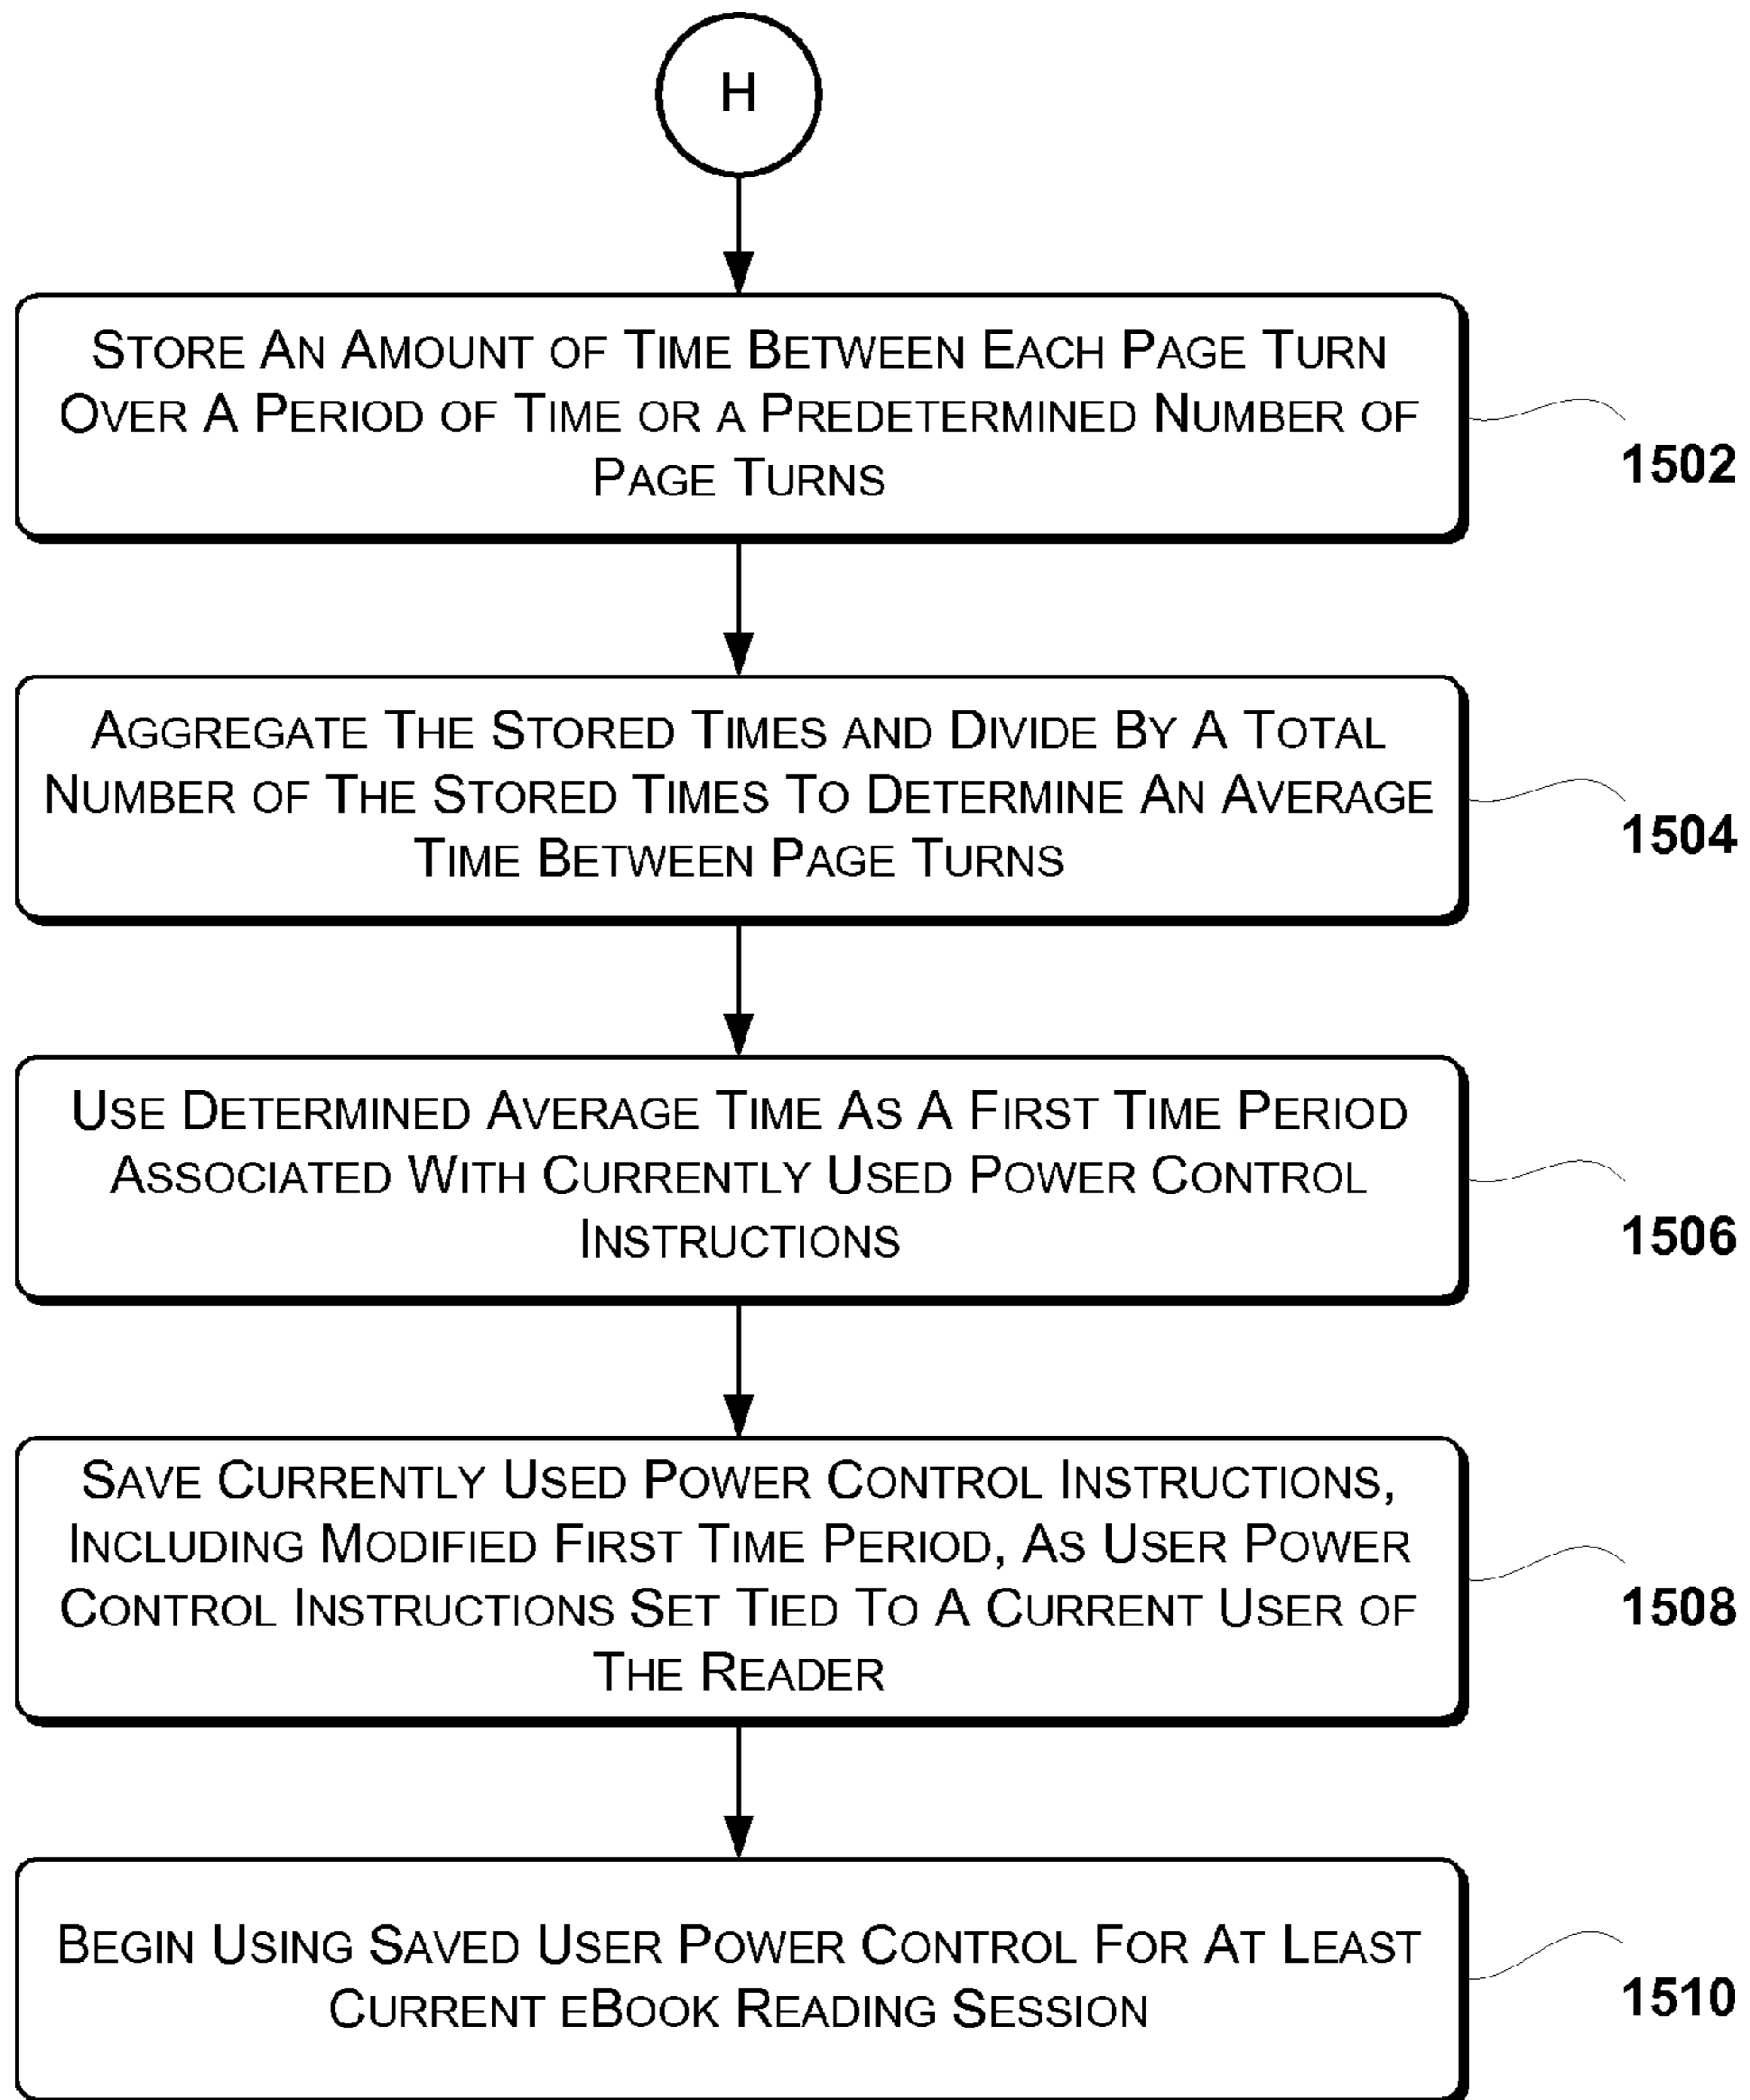 H
STORE AN AMOUNT OF TIME BETWEEN EACH PAGE TURN
OVER A PERIOD OF TIME OR A PREDETERMINED NUMBER OF
PAGE TURNS
1502
AGGREGATE THE STORED TIMES AND DIVIDE BY A TOTAL
NUMBER OF THE STORED TIMES TO DETERMINE AN AVERAGE
TIME BETWEEN PAGE TURNS
1504
USE DETERMINED AVERAGE TIME AS A FIRST TIME PERIOD
ASSOCIATED WITH CURRENTLY USED POWER CONTROL
INSTRUCTIONS
1506
SAVE CURRENTLY USED POWER CONTROL INSTRUCTIONS,
INCLUDING MODIFIED FIRST TIME PERIOD, AS USER POWER
CONTROL INSTRUCTIONS SET TIED TO A CURRENT USER OF
THE READER
1508
BEGIN USING SAVED USER POWER CONTROL FOR AT LEAST
CURRENT EBOOK READING SESSION
1510